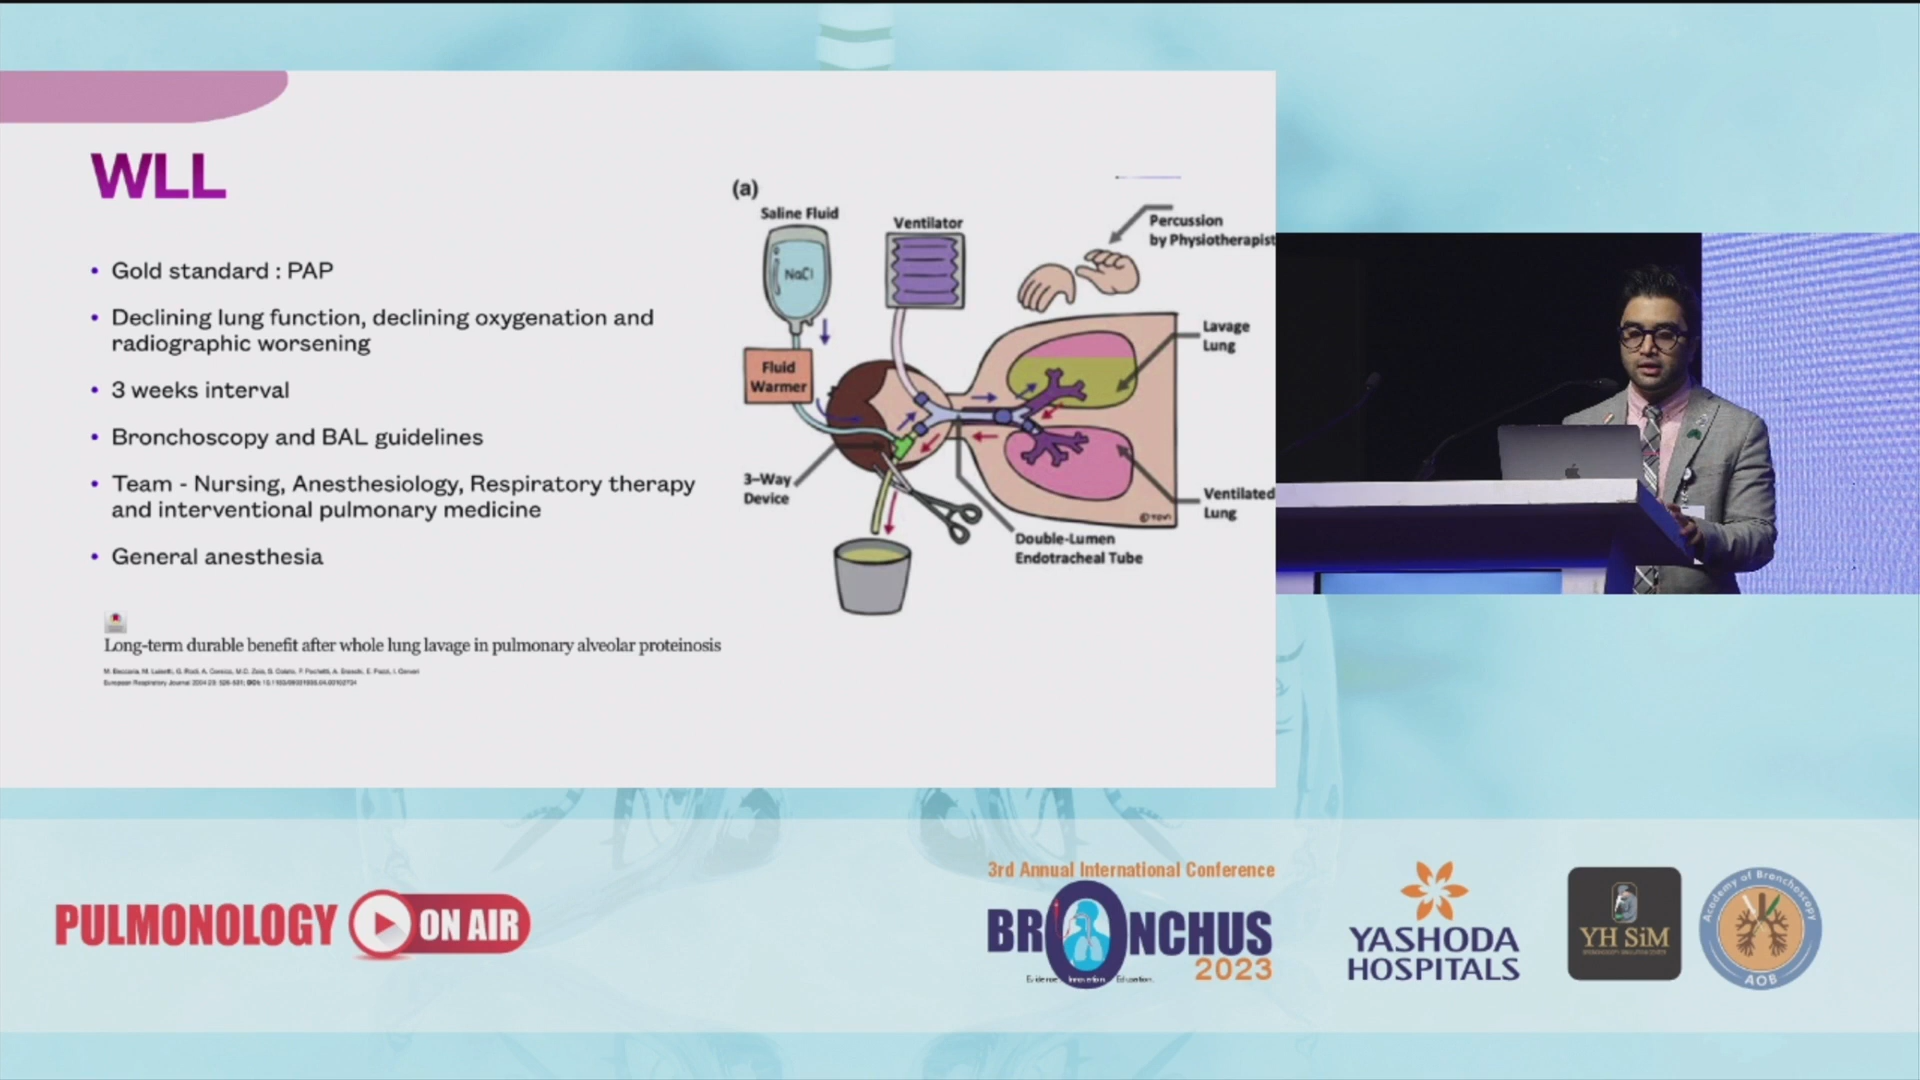 WLL
• Gold standard : PAP
• Declining lung function, declining oxygenation and
radiographic worsening
• 3 weeks interval
• Bronchoscopy and BAL guidelines
• Team - Nursing, Anesthesiology, Respiratory therapy
and interventional pulmonary medicine
• General anesthesia
Long-term durable benefit after whole lung lavage in pulmonary alveolar proteinosis
(a)
Saline Fluid
NaCl
Ventilator
Percussion
by Physiotherapist
Fluid
Warmer
Lavage
Lung
3-Way
Device
Ventilated
Lung
Double-Lumen
Endotracheal Tube
PULMONOLOGY ON AIR
3rd Annual International Conference
BRONCHUS
2023
YASHODA
HOSPITALS
YH SiM
Academy of Bronchoscopy
AOB